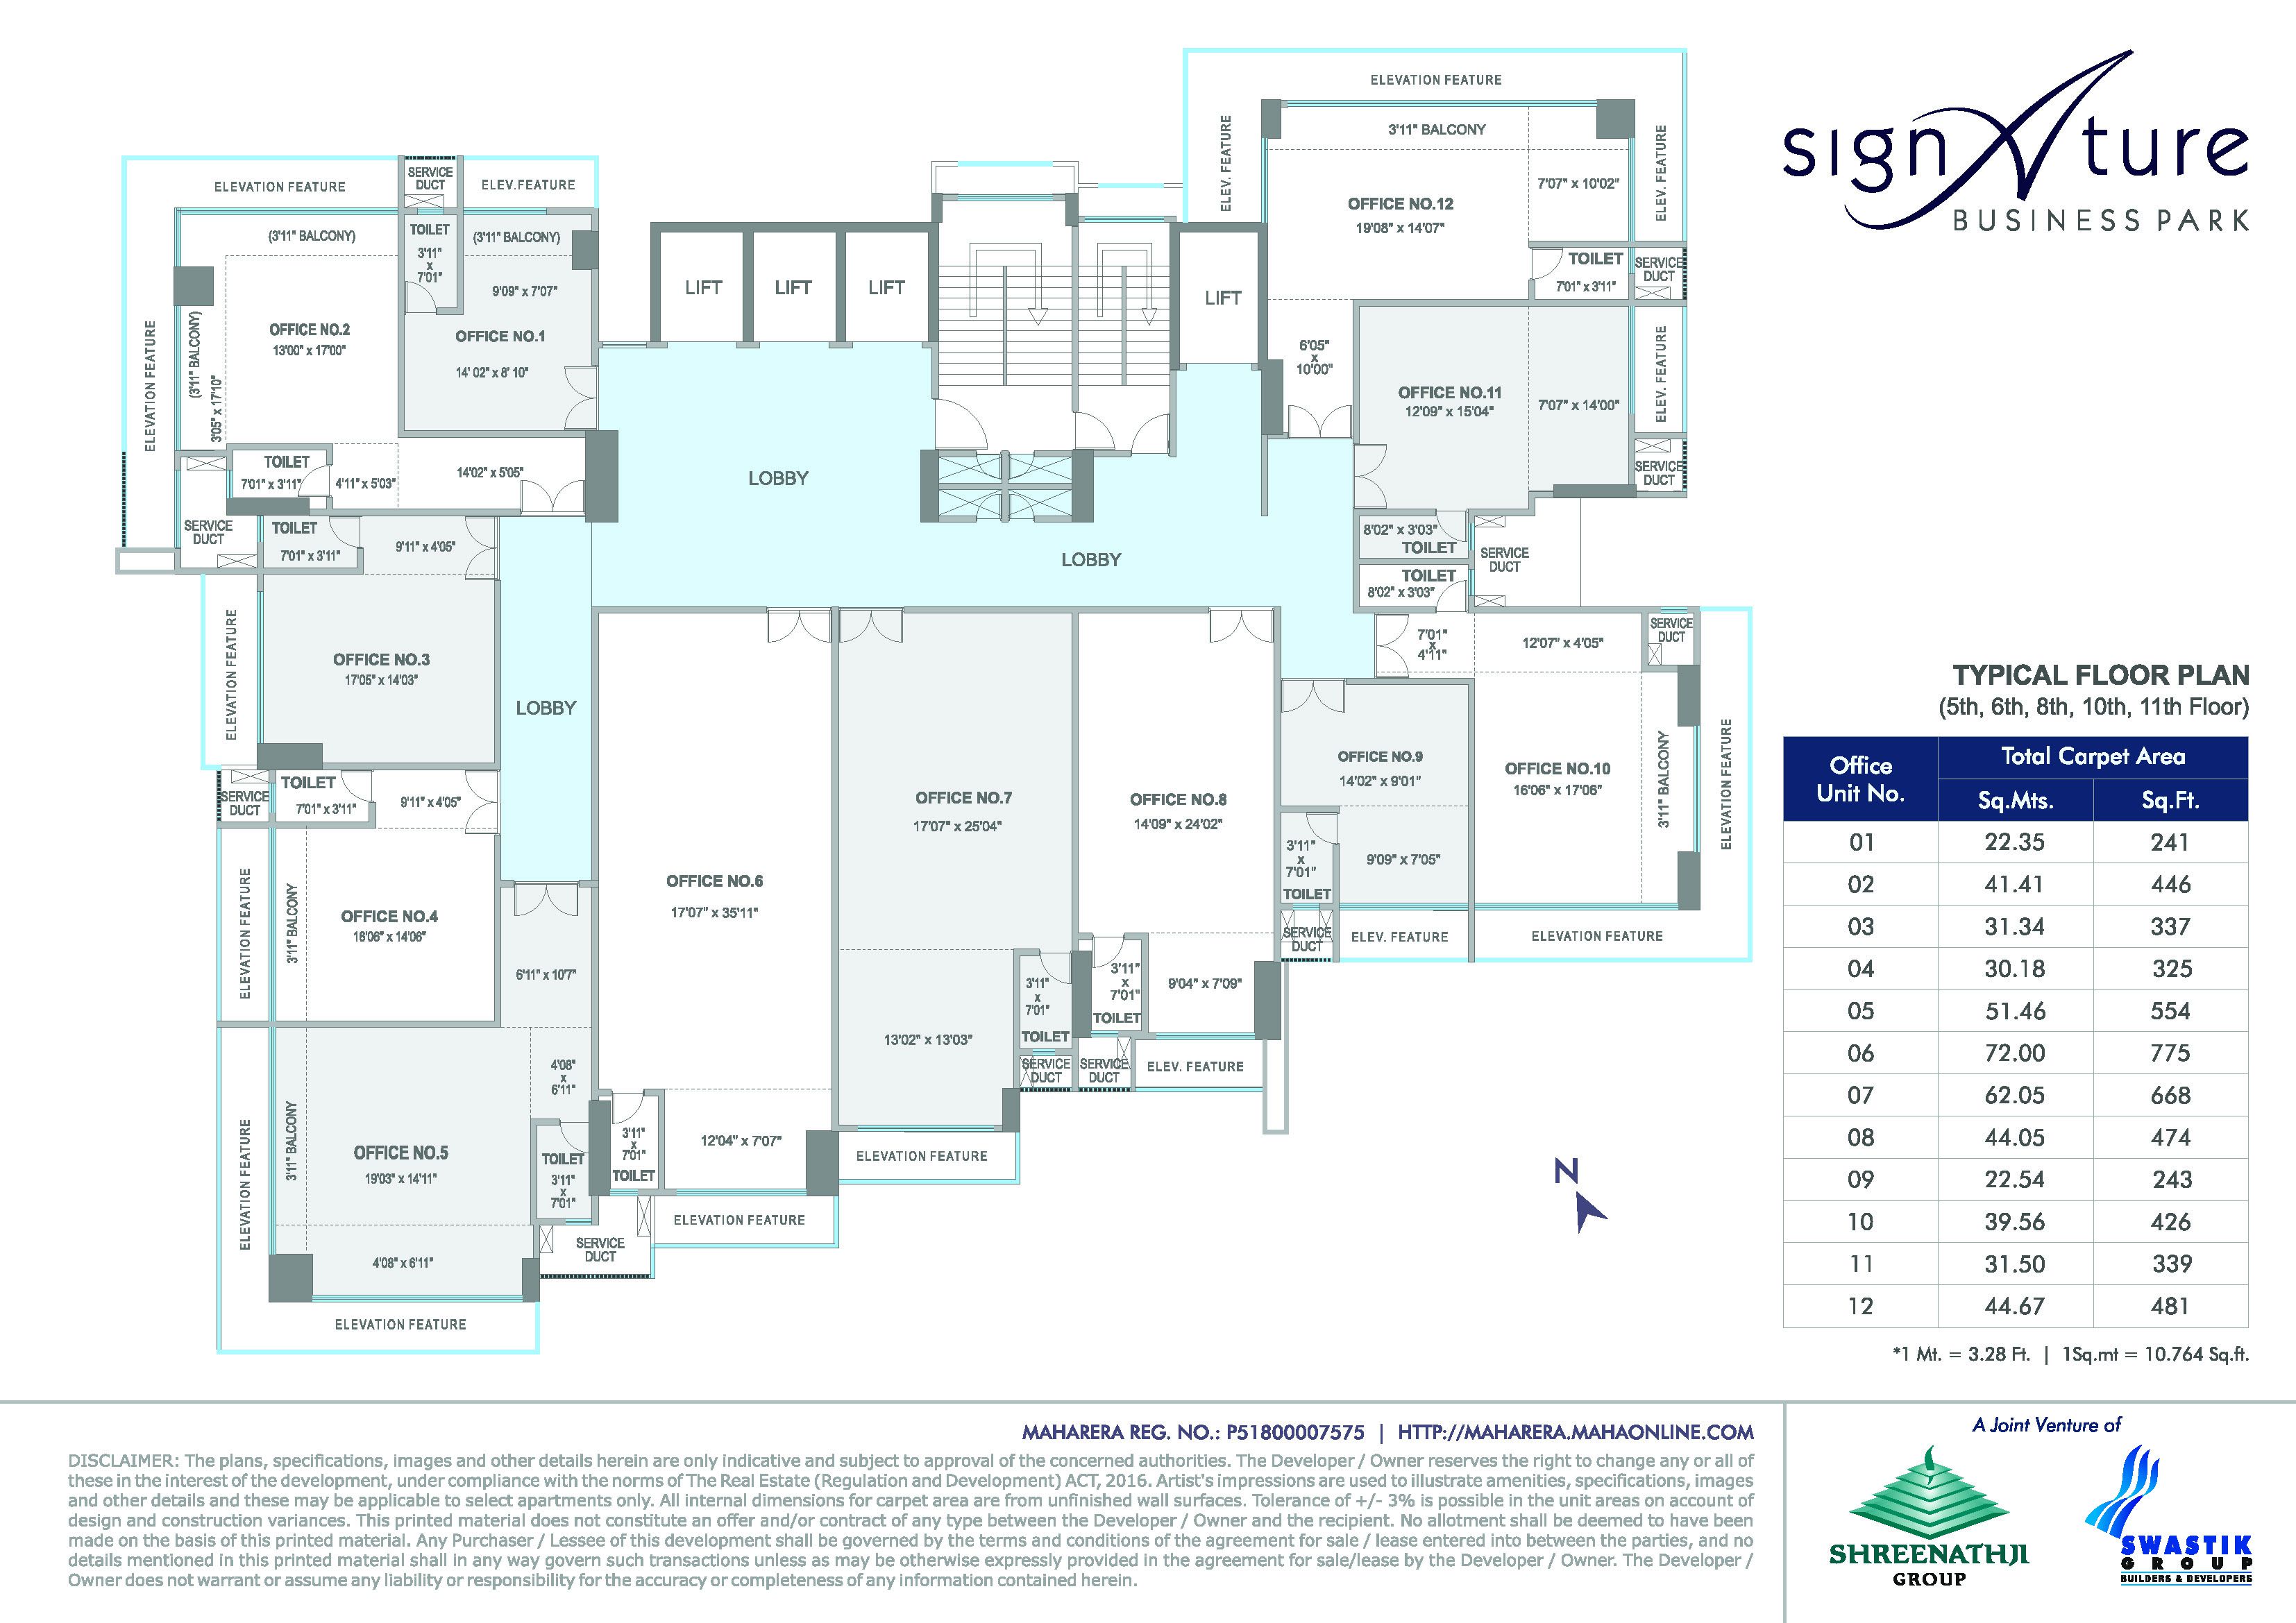 signAture
BUSINESS PARK
ELEVATION FEATURE
ELEV. FEATURE
3'11" BALCONY
ELEV. FEATURE
7'07" x 10'02"
OFFICE NO.12
19'08" x 14'07"
TOILET
7'01" x 3'11"
SERVICE
DUCT
6'05"
x
10'00"
ELEVATION FEATURE
SERVICE
DUCT
ELEV.FEATURE
(3'11" BALCONY)
TOILET
3'11"
x
7'01"
(3'11" BALCONY)
9'09" x 7'07"
OFFICE NO.1
14' 02" x 8' 10"
ELEVATION FEATURE
(3'11" BALCONY)
3'05" x 17'10"
OFFICE NO.2
13'00" x 17'00"
LIFT
LIFT
LIFT
LIFT
TOILET
7'01" x 3'11"
4'11" x 5'03"
14'02" x 5'05"
LOBBY
OFFICE NO.11
12'09" x 15'04"
7'07" x 14'00"
ELEV. FEATURE
SERVICE
DUCT
SERVICE
DUCT
TOILET
7'01" x 3'11"
9'11" x 4'05"
LOBBY
8'02" x 3'03"
TOILET
TOILET
8'02" x 3'03"
SERVICE
DUCT
ELEVATION FEATURE
OFFICE NO.3
17'05" x 14'03"
LOBBY
7'01"
x
4'11"
12'07" x 4'05"
SERVICE
DUCT
SERVICE
DUCT
TOILET
7'01" x 3'11"
9'11" x 4'05"
OFFICE NO.7
17'07" x 25'04"
OFFICE NO.8
14'09" x 24'02"
OFFICE NO.9
14'02" x 9'01"
OFFICE NO.10
16'06" x 17'06"
3'11" BALCONY
ELEVATION FEATURE
3'11"
x
7'01"
TOILET
9'09" x 7'05"
OFFICE NO.6
17'07" x 35'11"
ELEVATION FEATURE
3'11" BALCONY
OFFICE NO.4
16'06" x 14'06"
SERVICE
DUCT
ELEV. FEATURE
ELEVATION FEATURE
6'11" x 10'7"
3'11"
x
7'01"
TOILET
3'11"
x
7'01"
TOILET
9'04" x 7'09"
13'02" x 13'03"
4'08"
x
6'11"
SERVICE
DUCT
SERVICE
DUCT
ELEV. FEATURE
ELEVATION FEATURE
3'11" BALCONY
OFFICE NO.5
19'03" x 14'11"
TOILET
3'11"
x
7'01"
3'11"
x
7'01"
TOILET
12'04" x 7'07"
ELEVATION FEATURE
ELEVATION FEATURE
SERVICE
DUCT
4'08" x 6'11"
ELEVATION FEATURE
N
TYPICAL FLOOR PLAN
(5th, 6th, 8th, 10th, 11th Floor)
Office Unit No. Total Carpet Area
Sq.Mts. Sq.Ft.
01 22.35 241
02 41.41 446
03 31.34 337
04 30.18 325
05 51.46 554
06 72.00 775
07 62.05 668
08 44.05 474
09 22.54 243
10 39.56 426
11 31.50 339
12 44.67 481
*1 Mt. = 3.28 Ft. | 1Sq.mt = 10.764 Sq.ft.
MAHARERA REG. NO.: P51800007575 | HTTP://MAHARERA.MAHAONLINE.COM
DISCLAIMER: The plans, specifications, images and other details herein are only indicative and subject to approval of the concerned authorities. The Developer / Owner reserves the right to change any or all of
these in the interest of the development, under compliance with the norms of The Real Estate (Regulation and Development) ACT, 2016. Artist's impressions are used to illustrate amenities, specifications, images
and other details and these may be applicable to select apartments only. All internal dimensions for carpet area are from unfinished wall surfaces. Tolerance of +/- 3% is possible in the unit areas on account of
design and construction variances. This printed material does not constitute an offer and/or contract of any type between the Developer / Owner and the recipient. No allotment shall be deemed to have been
made on the basis of this printed material. Any Purchaser / Lessee of this development shall be governed by the terms and conditions of the agreement for sale / lease entered into between the parties, and no
details mentioned in this printed material shall in any way govern such transactions unless as may be otherwise expressly provided in the agreement for sale/lease by the Developer / Owner. The Developer /
Owner does not warrant or assume any liability or responsibility for the accuracy or completeness of any information contained herein.
A Joint Venture of
SHREENATHJI
GROUP
SWASTIK
GROUP
BUILDERS & DEVELOPERS